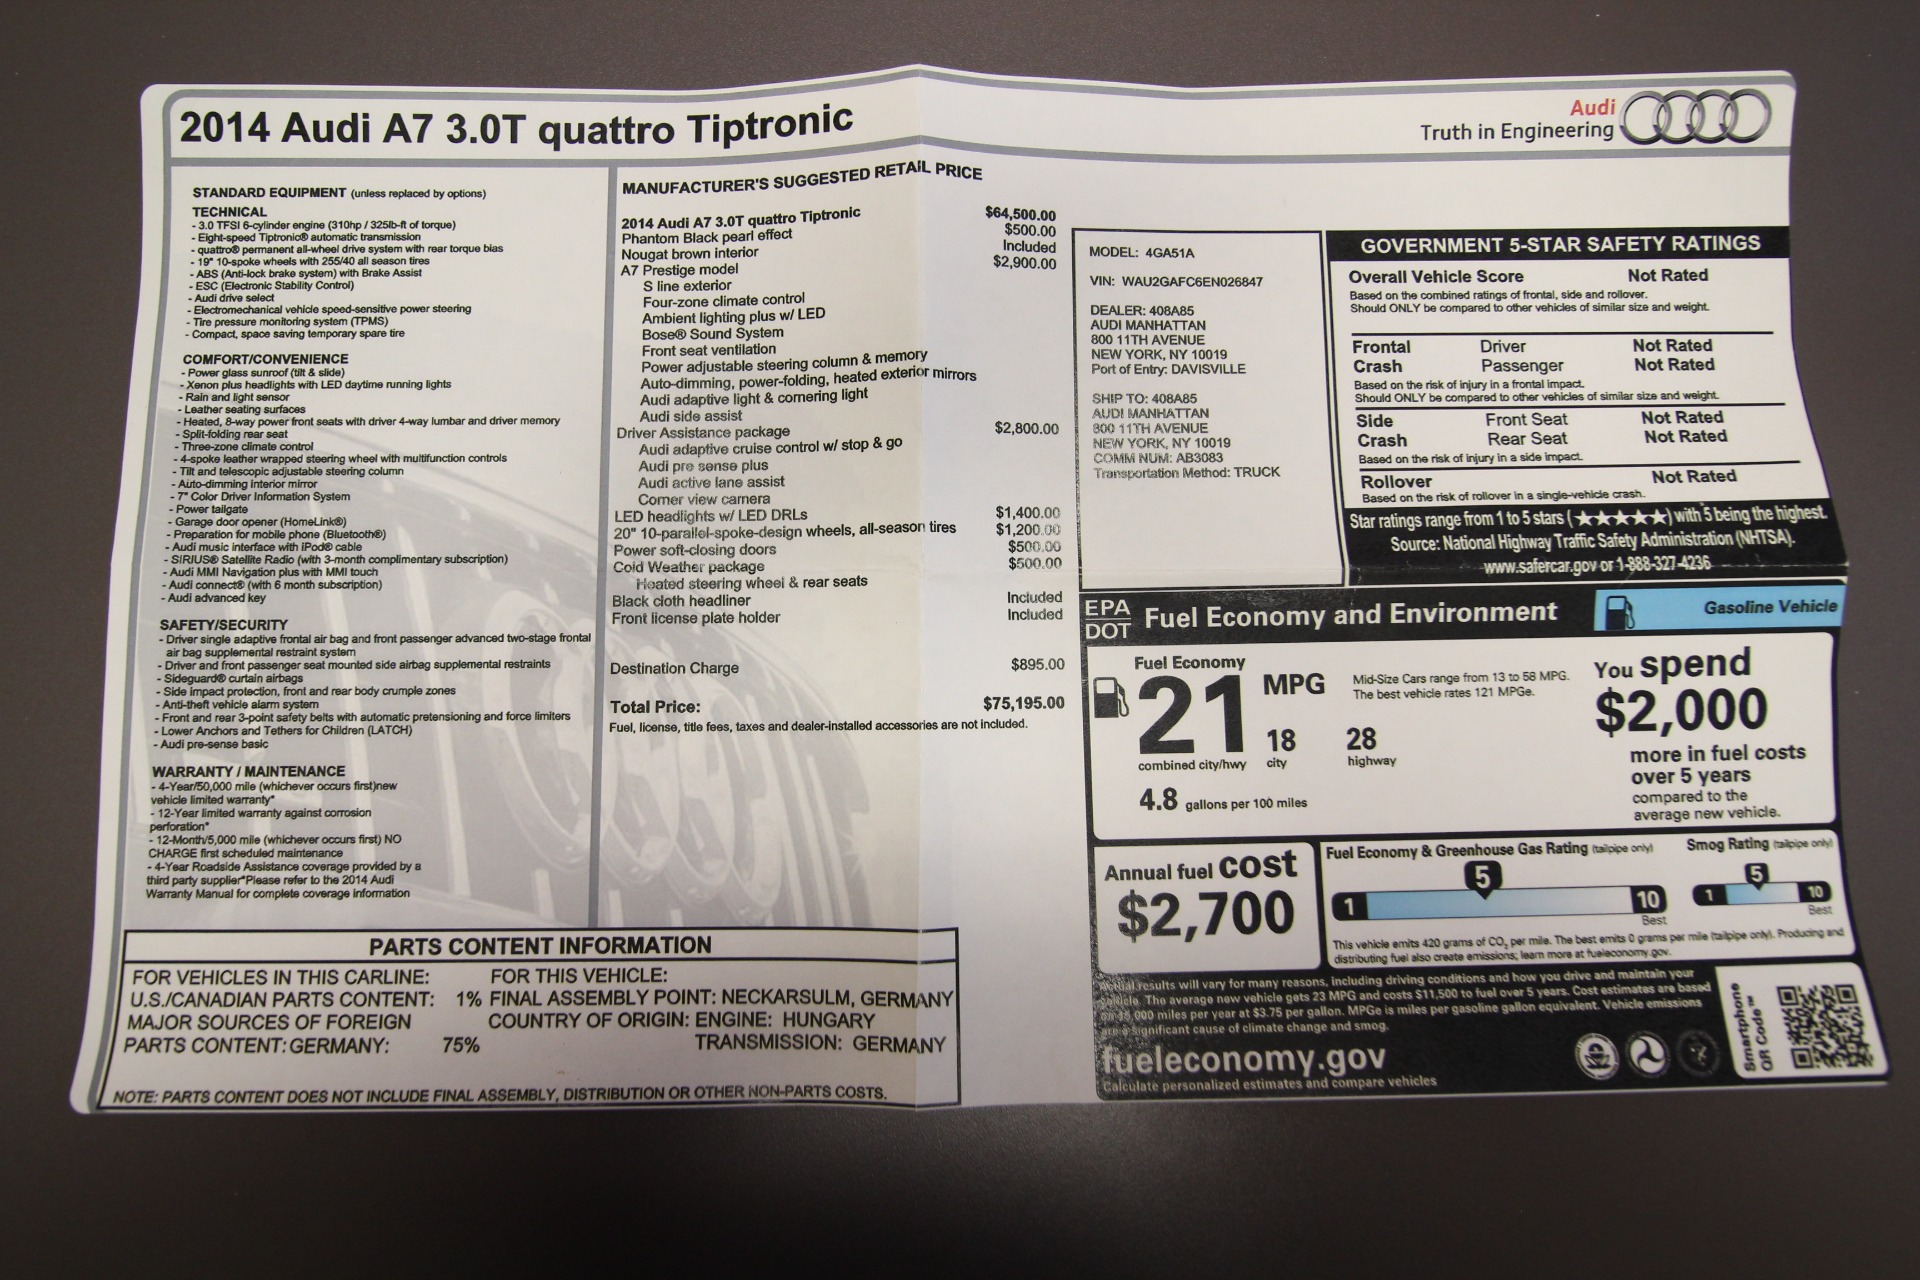 2014 Audi A7 3.0T quattro Tiptronic
Audi
Truth in Engineering
STANDARD EQUIPMENT (unless replaced by options)
TECHNICAL
- 3.0 TFSI 6-cylinder engine (310hp / 325lb-ft of torque)
- Eight-speed Tiptronic® automatic transmission
- quattro® permanent all-wheel drive system with rear torque bias
- 19" 10-spoke wheels with 255/40 all season tires
- ABS (Anti-lock brake system) with Brake Assist
- ESC (Electronic Stability Control)
- Audi drive select
- Electromechanical vehicle speed-sensitive power steering
- Tire pressure monitoring system (TPMS)
- Compact, space saving temporary spare tire
COMFORT/CONVENIENCE
- Power glass sunroof (tilt & slide)
- Xenon plus headlights with LED daytime running lights
- Rain and light sensor
- Leather seating surfaces
- Heated, 8-way power front seats with driver 4-way lumbar and driver memory
- Split-folding rear seat
- Three-zone climate control
- 4-spoke leather wrapped steering wheel with multifunction controls
- Tilt and telescopic adjustable steering column
- Auto-dimming interior mirror
- 7" Color Driver Information System
- Power tailgate
- Garage door opener (HomeLink®)
- Preparation for mobile phone (Bluetooth®)
- Audi music interface with iPod® cable
- SIRIUS® Satellite Radio (with 3-month complimentary subscription)
- Audi MMI Navigation plus with MMI touch
- Audi connect® (with 6 month subscription)
- Audi advanced key
SAFETY/SECURITY
- Driver single adaptive frontal air bag and front passenger advanced two-stage frontal
air bag supplemental restraint system
- Driver and front passenger seat mounted side airbag supplemental restraints
- Sideguard® curtain airbags
- Side impact protection, front and rear body crumple zones
- Anti-theft vehicle alarm system
- Front and rear 3-point safety belts with automatic pretensioning and force limiters
- Lower Anchors and Tethers for Children (LATCH)
- Audi pre-sense basic
WARRANTY / MAINTENANCE
- 4-Year/50,000 mile (whichever occurs first)new
vehicle limited warranty*
- 12-Year limited warranty against corrosion
perforation*
- 12-Month/5,000 mile (whichever occurs first) NO
CHARGE first scheduled maintenance
- 4-Year Roadside Assistance coverage provided by a
third party supplier*Please refer to the 2014 Audi
Warranty Manual for complete coverage information
MANUFACTURER'S SUGGESTED RETAIL PRICE
2014 Audi A7 3.0T quattro Tiptronic $64,500.00
Phantom Black pearl effect $500.00
Nougat brown interior Included
A7 Prestige model $2,900.00
S line exterior
Four-zone climate control
Ambient lighting plus w/ LED
Bose® Sound System
Front seat ventilation
Power adjustable steering column & memory
Auto-dimming, power-folding, heated exterior mirrors
Audi adaptive light & cornering light
Audi side assist
Driver Assistance package $2,800.00
Audi adaptive cruise control w/ stop & go
Audi pre sense plus
Audi active lane assist
Corner view camera
LED headlights w/ LED DRLs $1,400.00
20" 10-parallel-spoke-design wheels, all-season tires $1,200.00
Power soft-closing doors $500.00
Cold Weather package $500.00
Heated steering wheel & rear seats
Black cloth headliner Included
Front license plate holder Included
Destination Charge $895.00
Total Price: $75,195.00
Fuel, license, title fees, taxes and dealer-installed accessories are not included.
MODEL: 4GA51A
VIN: WAU2GAFC6EN026847
DEALER: 408A85
AUDI MANHATTAN
800 11TH AVENUE
NEW YORK, NY 10019
Port of Entry: DAVISVILLE
SHIP TO: 408A85
AUDI MANHATTAN
800 11TH AVENUE
NEW YORK, NY 10019
COMM NUM: AB3083
Transportation Method: TRUCK
GOVERNMENT 5-STAR SAFETY RATINGS
Overall Vehicle Score Not Rated
Based on the combined ratings of frontal, side and rollover.
Should ONLY be compared to other vehicles of similar size and weight.
Frontal Driver Not Rated
Crash Passenger Not Rated
Based on the risk of injury in a frontal impact.
Should ONLY be compared to other vehicles of similar size and weight.
Side Front Seat Not Rated
Crash Rear Seat Not Rated
Based on the risk of injury in a side impact.
Rollover Not Rated
Based on the risk of rollover in a single-vehicle crash.
Star ratings range from 1 to 5 stars (★★★★★) with 5 being the highest.
Source: National Highway Traffic Safety Administration (NHTSA).
www.safercar.gov or 1-888-327-4236
EPA
DOT
Fuel Economy and Environment
Gasoline Vehicle
Fuel Economy
21 MPG
combined city/hwy
18
city
28
highway
4.8 gallons per 100 miles
Mid-Size Cars range from 13 to 58 MPG.
The best vehicle rates 121 MPGe.
You spend
$2,000
more in fuel costs
over 5 years
compared to the
average new vehicle.
Annual fuel cost
$2,700
Fuel Economy & Greenhouse Gas Rating (tailpipe only)
5
1 10
Best
Smog Rating (tailpipe only)
5
1 10
Best
This vehicle emits 420 grams of CO2 per mile. The best emits 0 grams per mile (tailpipe only). Producing and
distributing fuel also create emissions; learn more at fueleconomy.gov.
Actual results will vary for many reasons, including driving conditions and how you drive and maintain your
vehicle. The average new vehicle gets 23 MPG and costs $11,500 to fuel over 5 years. Cost estimates are based
on 15,000 miles per year at $3.75 per gallon. MPGe is miles per gasoline gallon equivalent. Vehicle emissions
are a significant cause of climate change and smog.
fueleconomy.gov
Calculate personalized estimates and compare vehicles
Smartphone
QR Code™
PARTS CONTENT INFORMATION
FOR VEHICLES IN THIS CARLINE:
U.S./CANADIAN PARTS CONTENT: 1%
MAJOR SOURCES OF FOREIGN
PARTS CONTENT: GERMANY: 75%
FOR THIS VEHICLE:
FINAL ASSEMBLY POINT: NECKARSULM, GERMANY
COUNTRY OF ORIGIN: ENGINE: HUNGARY
TRANSMISSION: GERMANY
NOTE: PARTS CONTENT DOES NOT INCLUDE FINAL ASSEMBLY, DISTRIBUTION OR OTHER NON-PARTS COSTS.